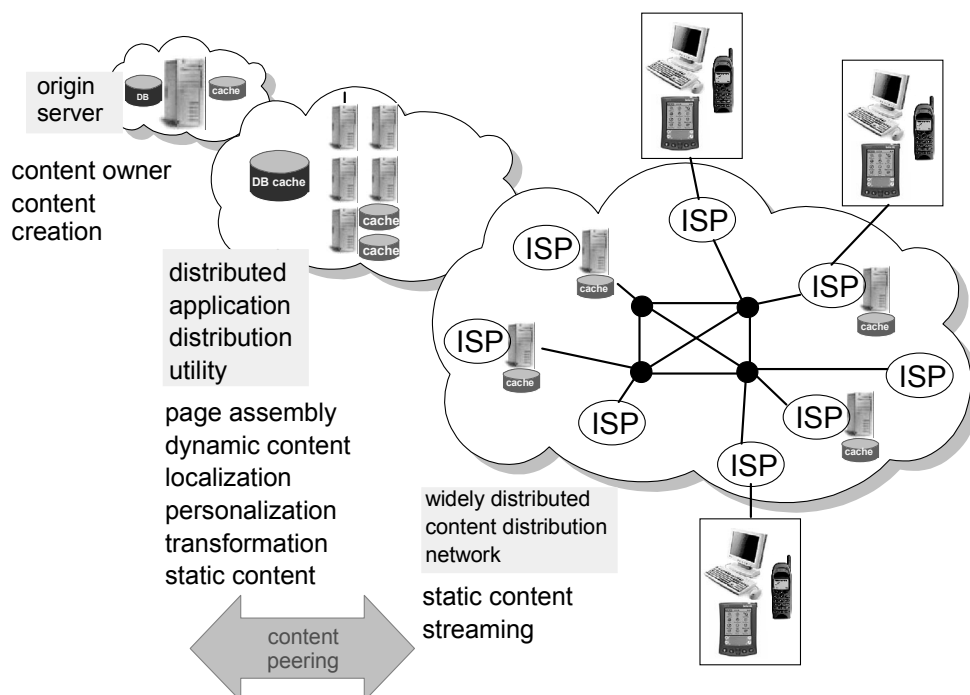 origin
server
DB
cache
content owner
content
creation
DB cache
cache
cache
distributed
application
distribution
utility
page assembly
dynamic content
localization
personalization
transformation
static content
content
peering
ISP
ISP
cache
ISP
cache
ISP
cache
ISP
ISP
ISP
cache
ISP
widely distributed
content distribution
network
static content
streaming